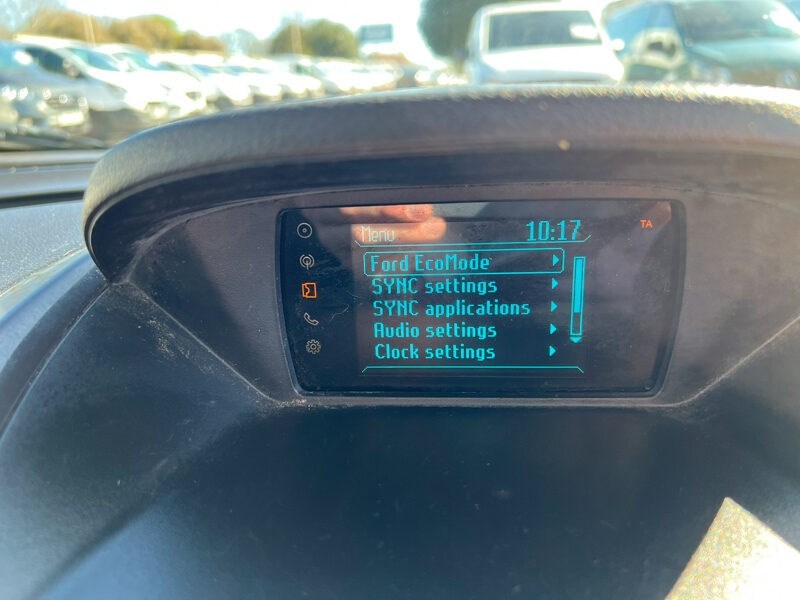 Menu 10:17 TA
Ford EcoMode
SYNC settings
SYNC applications
Audio settings
Clock settings